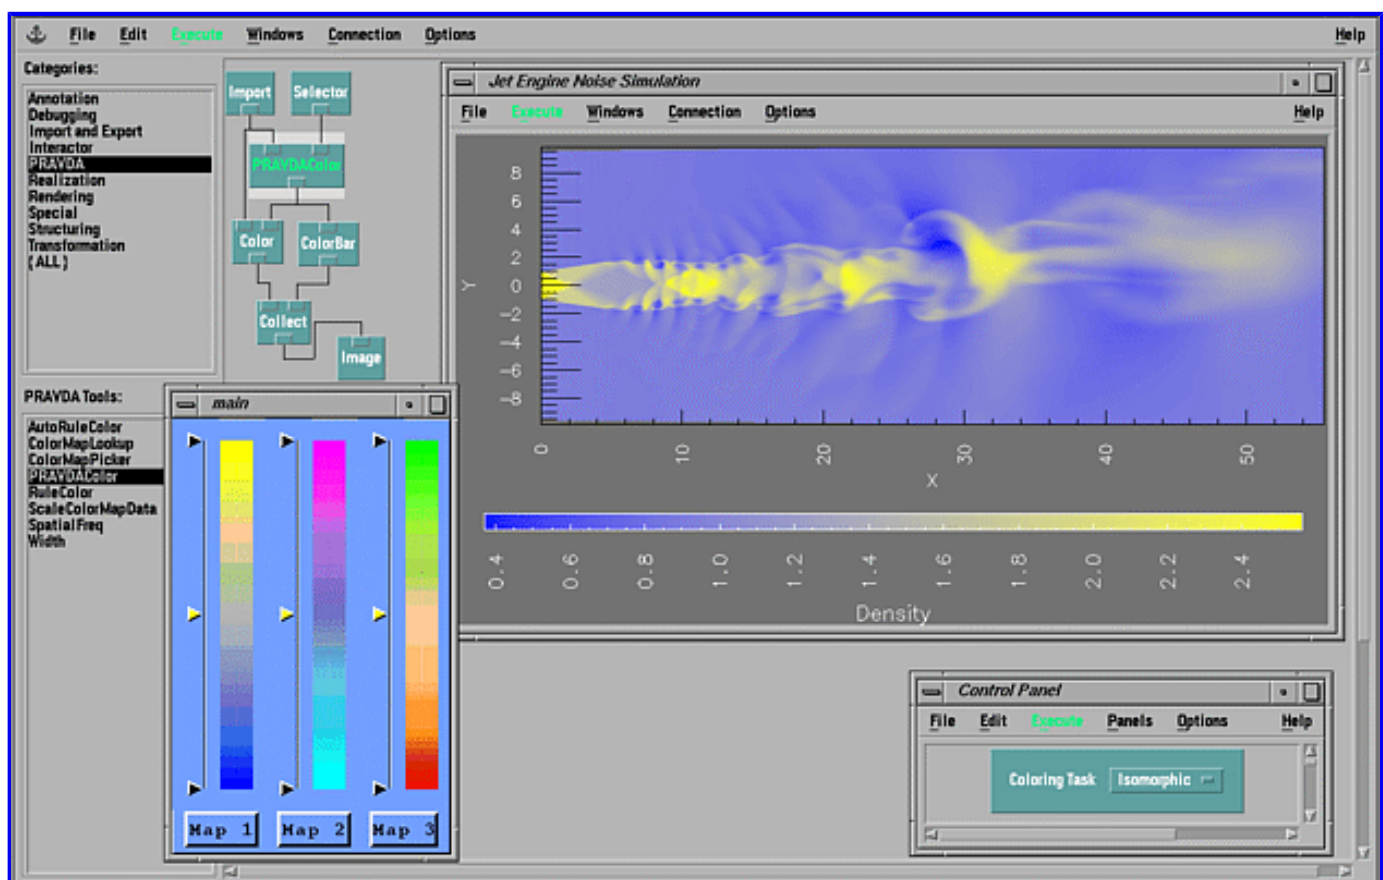 File Edit Execute Windows Connection Options Help
Categories:
Annotation
Debugging
Import and Export
Interactor
PRAVDA
Realization
Rendering
Special
Structuring
Transformation
(ALL)
PRAVDA Tools:
AutoRuleColor
ColorMapLookup
ColorMapPicker
PRAVDAColor
RuleColor
ScaleColorMapData
SpatialFreq
Width
Import Selector
PRAVDAColor
Color ColorBar
Collect
Image
Jet Engine Noise Simulation
File Execute Windows Connection Options Help
8
6
4
2
0
-2
-4
-6
-8
Y
0 10 20 30 40 50
X
0.4 0.6 0.8 1.0 1.2 1.4 1.6 1.8 2.0 2.2 2.4
Density
main
Map 1 Map 2 Map 3
Control Panel
File Edit Execute Panels Options Help
Coloring Task Isomorphic